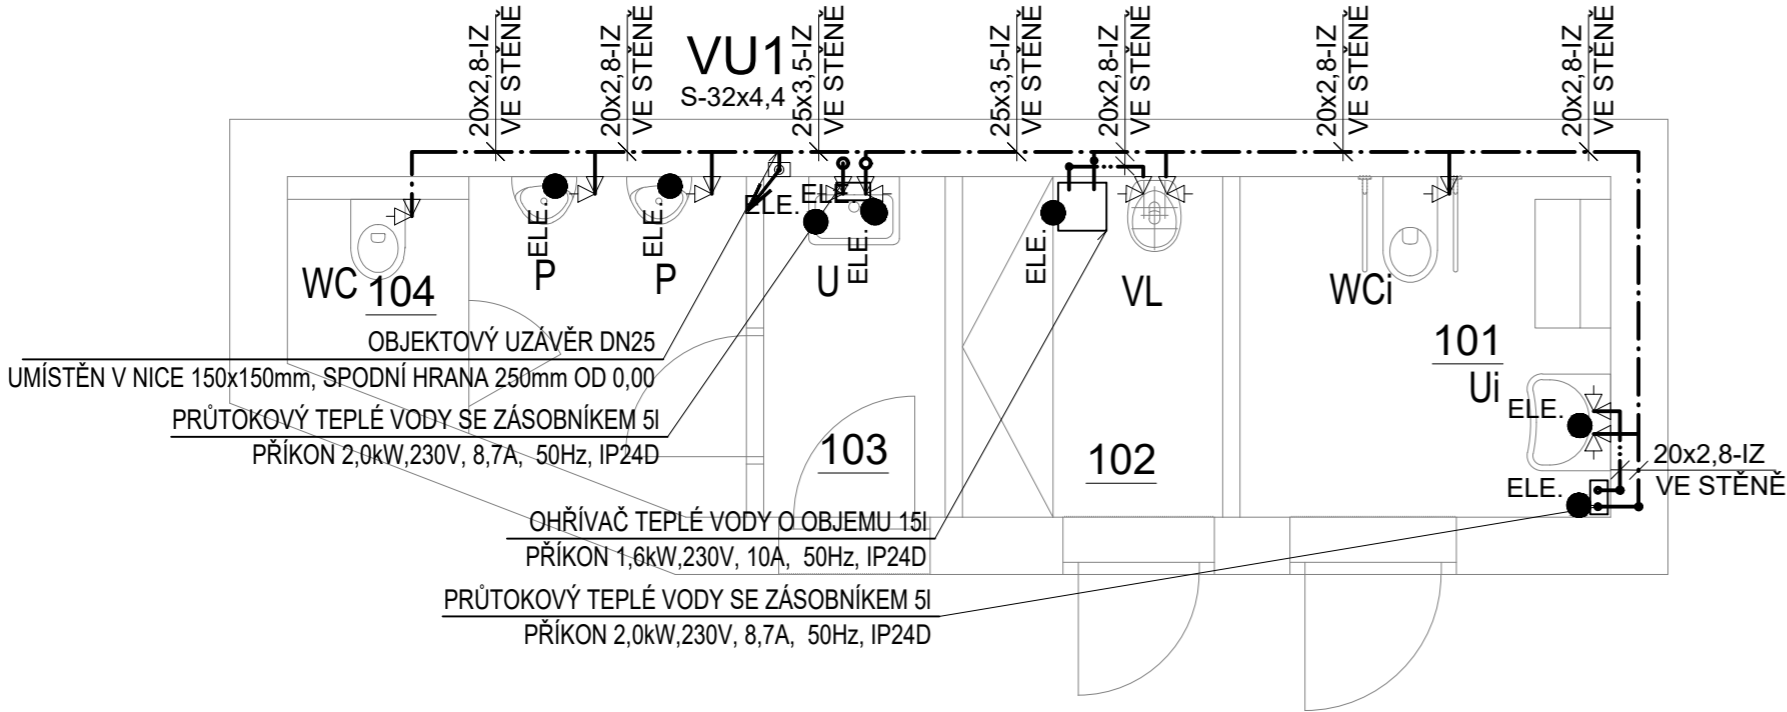 20x2,8-IZ
VE STĚNĚ
20x2,8-IZ
VE STĚNĚ
VU1
S-32x4,4
25x3,5-IZ
VE STĚNĚ
25x3,5-IZ
VE STĚNĚ
20x2,8-IZ
VE STĚNĚ
20x2,8-IZ
VE STĚNĚ
20x2,8-IZ
VE STĚNĚ
ELE.
ELE.
ELE.
ELE.
ELE.
ELE.
WC
104
P
P
U
VL
WCi
101
Ui
ELE.
ELE.
20x2,8-IZ
VE STĚNĚ
OBJEKTOVÝ UZÁVĚR DN25
UMÍSTĚN V NICE 150x150mm, SPODNÍ HRANA 250mm OD 0,00
PRŮTOKOVÝ TEPLÉ VODY SE ZÁSOBNÍKEM 5l
PŘÍKON 2,0kW,230V, 8,7A, 50Hz, IP24D
103
102
OHŘÍVAČ TEPLÉ VODY O OBJEMU 15l
PŘÍKON 1,6kW,230V, 10A, 50Hz, IP24D
PRŮTOKOVÝ TEPLÉ VODY SE ZÁSOBNÍKEM 5l
PŘÍKON 2,0kW,230V, 8,7A, 50Hz, IP24D